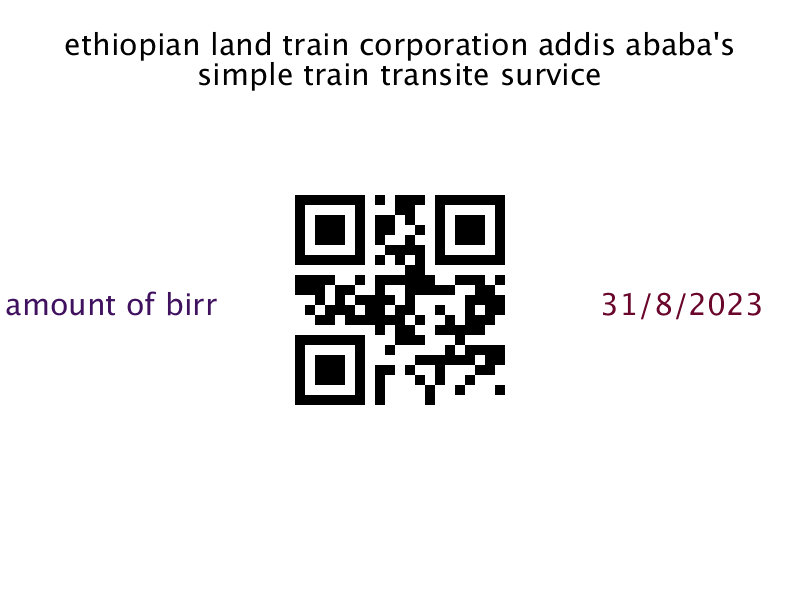 ethiopian land train corporation addis ababa's
simple train transite survice
amount of birr
31/8/2023